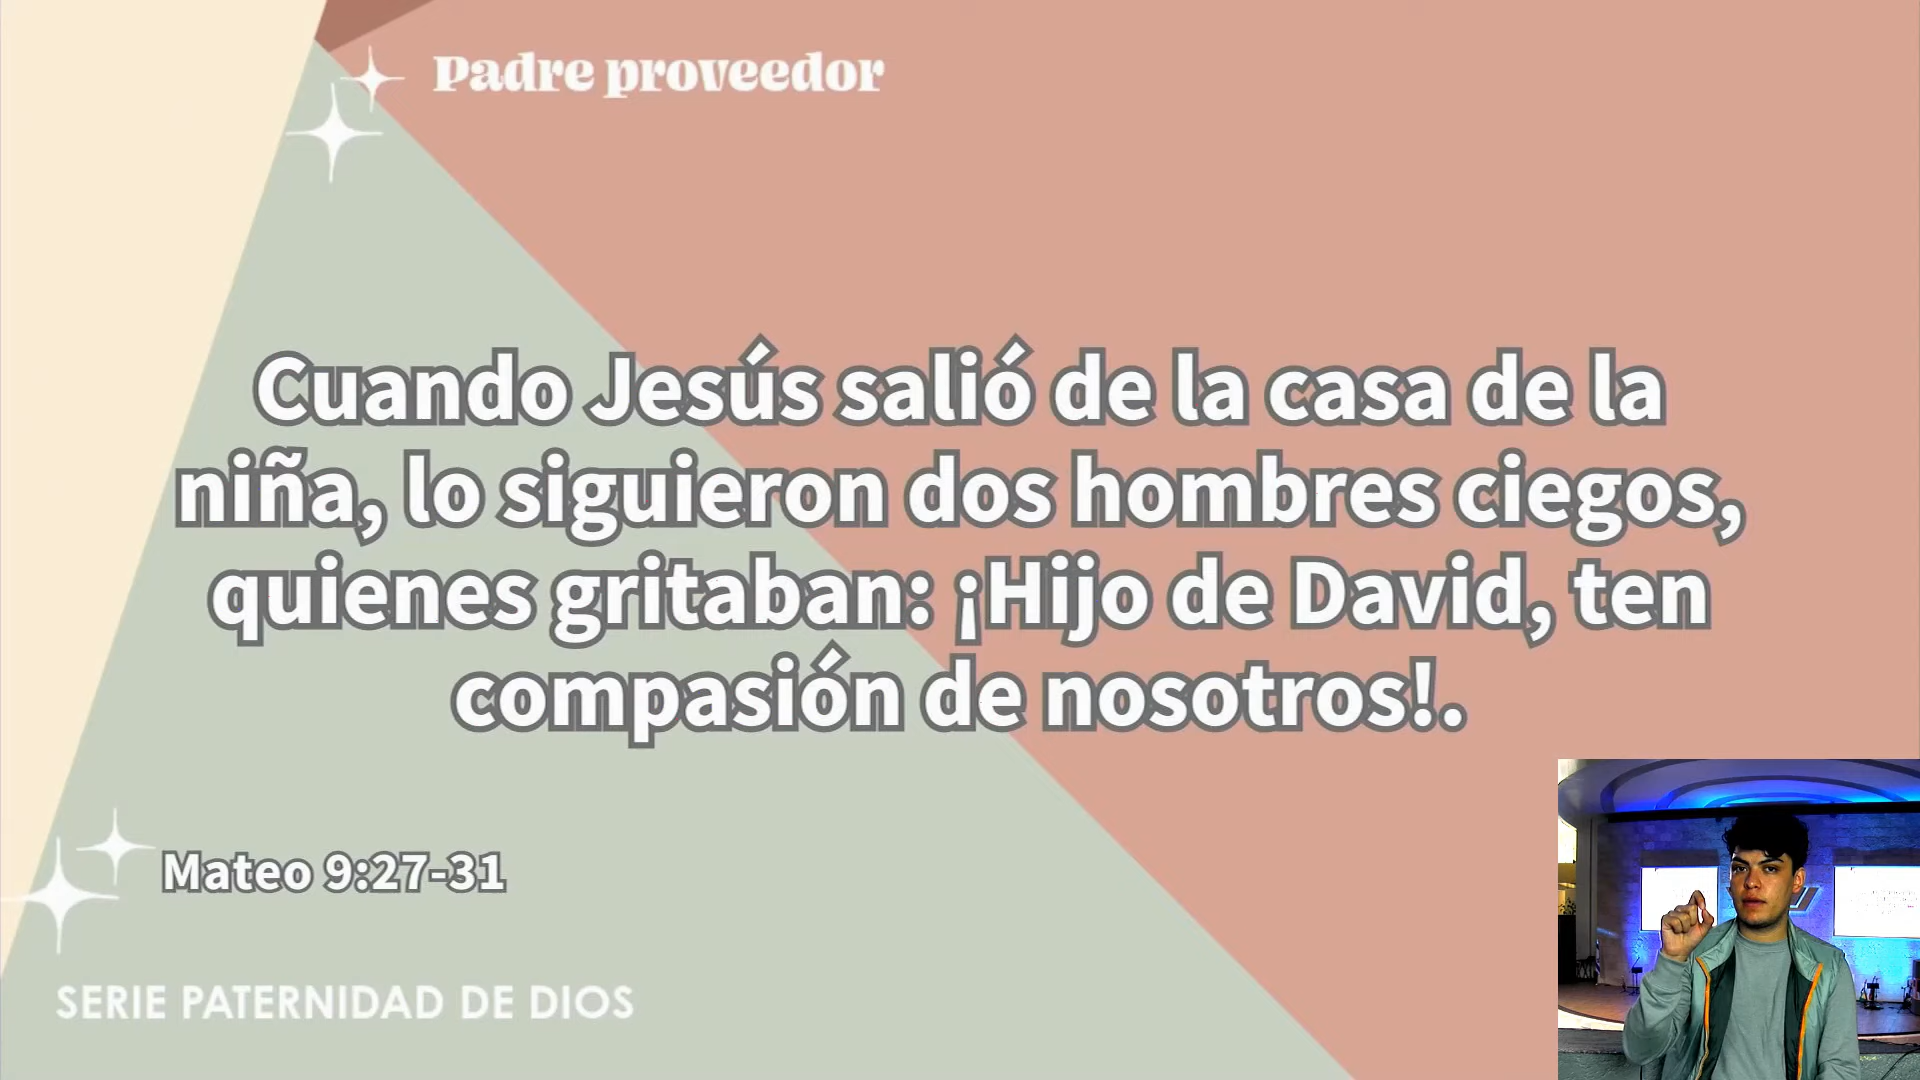 Padre proveedor
Cuando Jesús salió de la casa de la
niña, lo siguieron dos hombres ciegos,
quienes gritaban: ¡Hijo de David, ten
compasión de nosotros!.
Mateo 9:27-31
SERIE PATERNIDAD DE DIOS